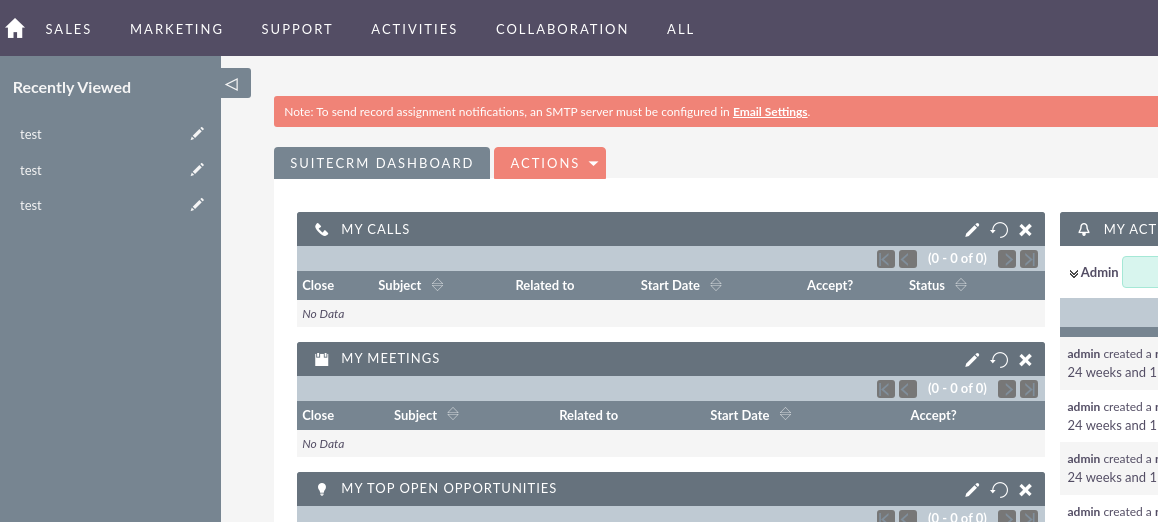 SALES MARKETING SUPPORT ACTIVITIES COLLABORATION ALL
Recently Viewed
test
test
test
Note: To send record assignment notifications, an SMTP server must be configured in Email Settings.
SUITECRM DASHBOARD ACTIONS
MY CALLS
(0 - 0 of 0)
Close Subject Related to Start Date Accept? Status
No Data
MY MEETINGS
(0 - 0 of 0)
Close Subject Related to Start Date Accept?
No Data
MY TOP OPEN OPPORTUNITIES
(0 - 0 of 0)
MY ACT
Admin
admin created a r
24 weeks and 1
admin created a r
24 weeks and 1
admin created a r
24 weeks and 1
admin created a r